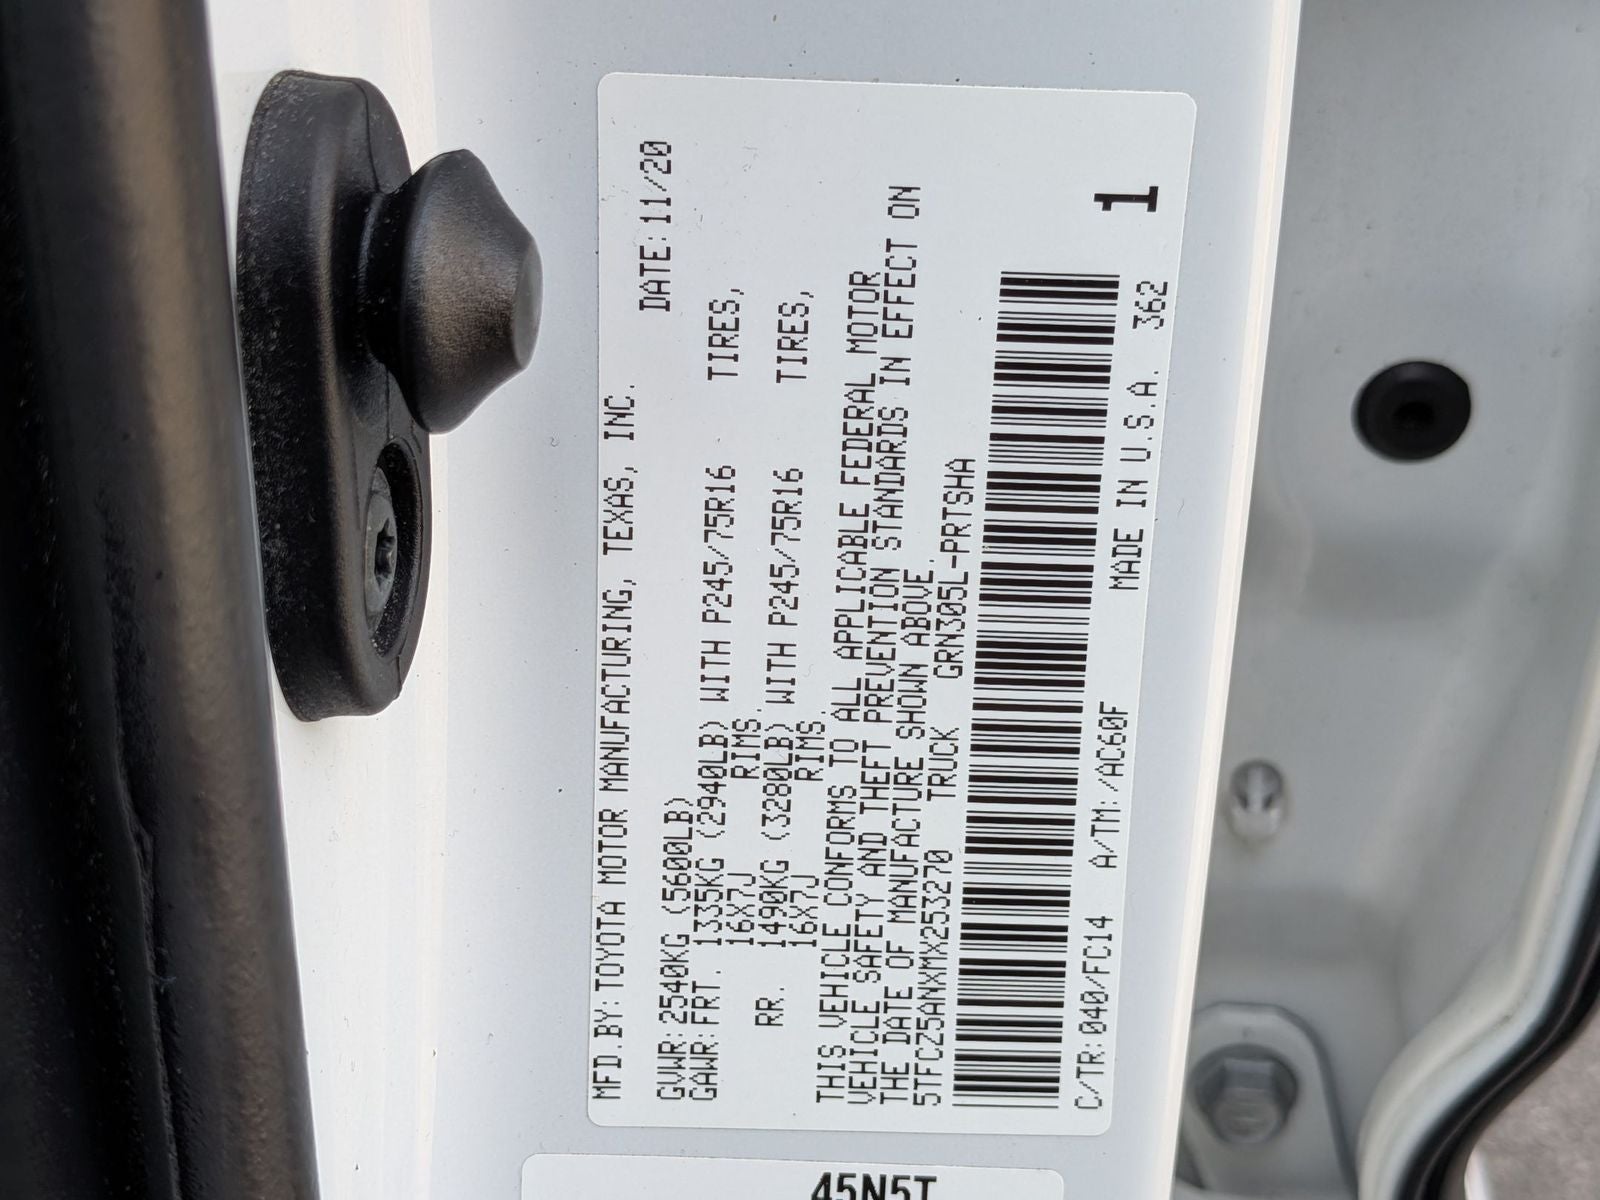 MFD.BY:TOYOTA MOTOR MANUFACTURING, TEXAS, INC.
DATE:11/20
GVWR:2540KG (5600LB)
GAWR:FRT. 1335KG (2940LB) WITH P245/75R16 TIRES,
16X7J RIMS.
RR. 1490KG (3280LB) WITH P245/75R16 TIRES,
16X7J RIMS.
THIS VEHICLE CONFORMS TO ALL APPLICABLE FEDERAL MOTOR
VEHICLE SAFETY AND THEFT PREVENTION STANDARDS IN EFFECT ON
THE DATE OF MANUFACTURE SHOWN ABOVE.
5TFCZ5ANXMX253270 TRUCK GRN305L-PRTSHA
1
C/TR:040/FC14 A/TM:/AC60F MADE IN U.S.A. 362
45N5T